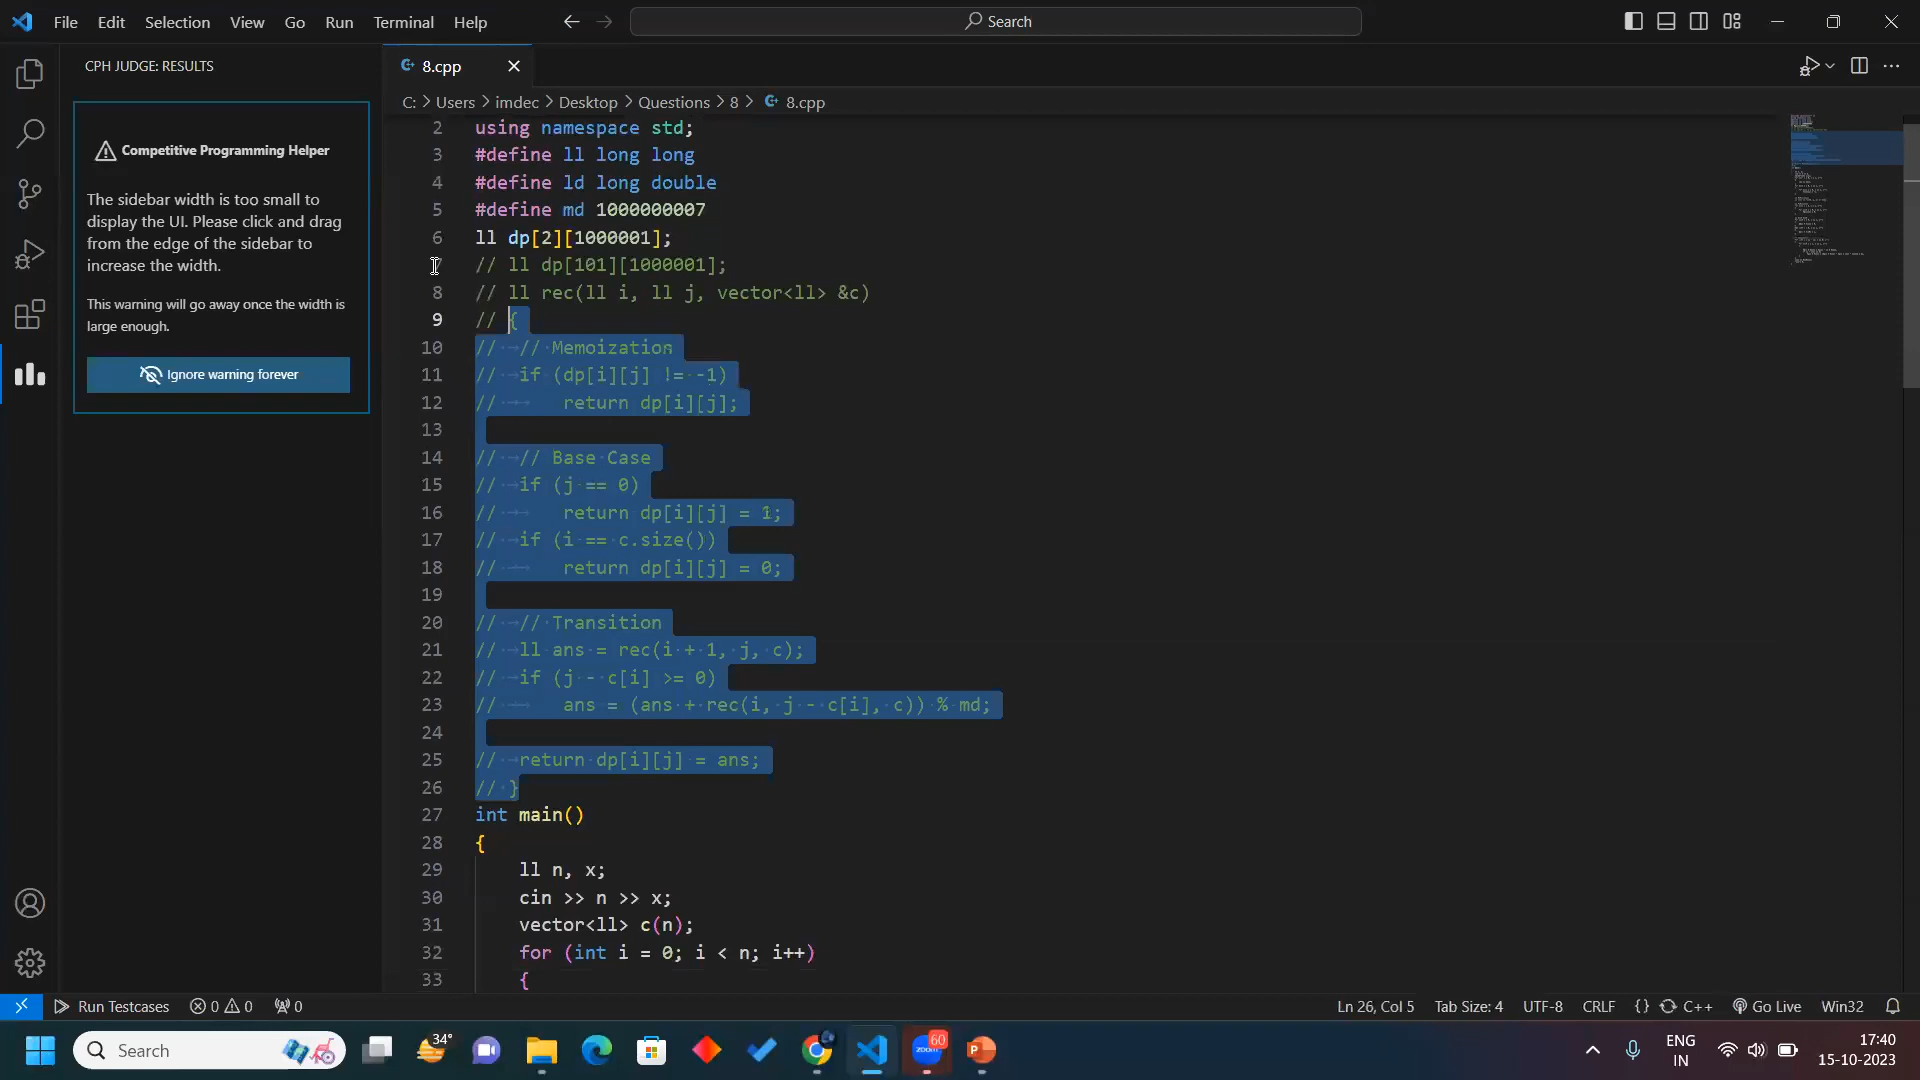 File Edit Selection View Go Run Terminal Help
Search
CPH JUDGE: RESULTS
8.cpp
C: > Users > imdec > Desktop > Questions > 8 > 8.cpp
Competitive Programming Helper
The sidebar width is too small to
display the UI. Please click and drag
from the edge of the sidebar to
increase the width.
This warning will go away once the width is
large enough.
Ignore warning forever
2 using namespace std;
3 #define ll long long
4 #define ld long double
5 #define md 1000000007
6 ll dp[2][1000001];
7 // ll dp[101][1000001];
8 // ll rec(ll i, ll j, vector<ll> &c)
9 // {
10 // // Memoization
11 // if (dp[i][j] != -1)
12 // return dp[i][j];
13
14 // // Base Case
15 // if (j == 0)
16 // return dp[i][j] = 1;
17 // if (i == c.size())
18 // return dp[i][j] = 0;
19
20 // // Transition
21 // ll ans = rec(i + 1, j, c);
22 // if (j - c[i] >= 0)
23 // ans = (ans + rec(i, j - c[i], c)) % md;
24
25 // return dp[i][j] = ans;
26 // }
27 int main()
28 {
29 ll n, x;
30 cin >> n >> x;
31 vector<ll> c(n);
32 for (int i = 0; i < n; i++)
33 {
Run Testcases 0 0 0 Ln 26, Col 5 Tab Size: 4 UTF-8 CRLF {} C++ Go Live Win32
Search 34° 60 zoom ENG 17:40
IN 15-10-2023